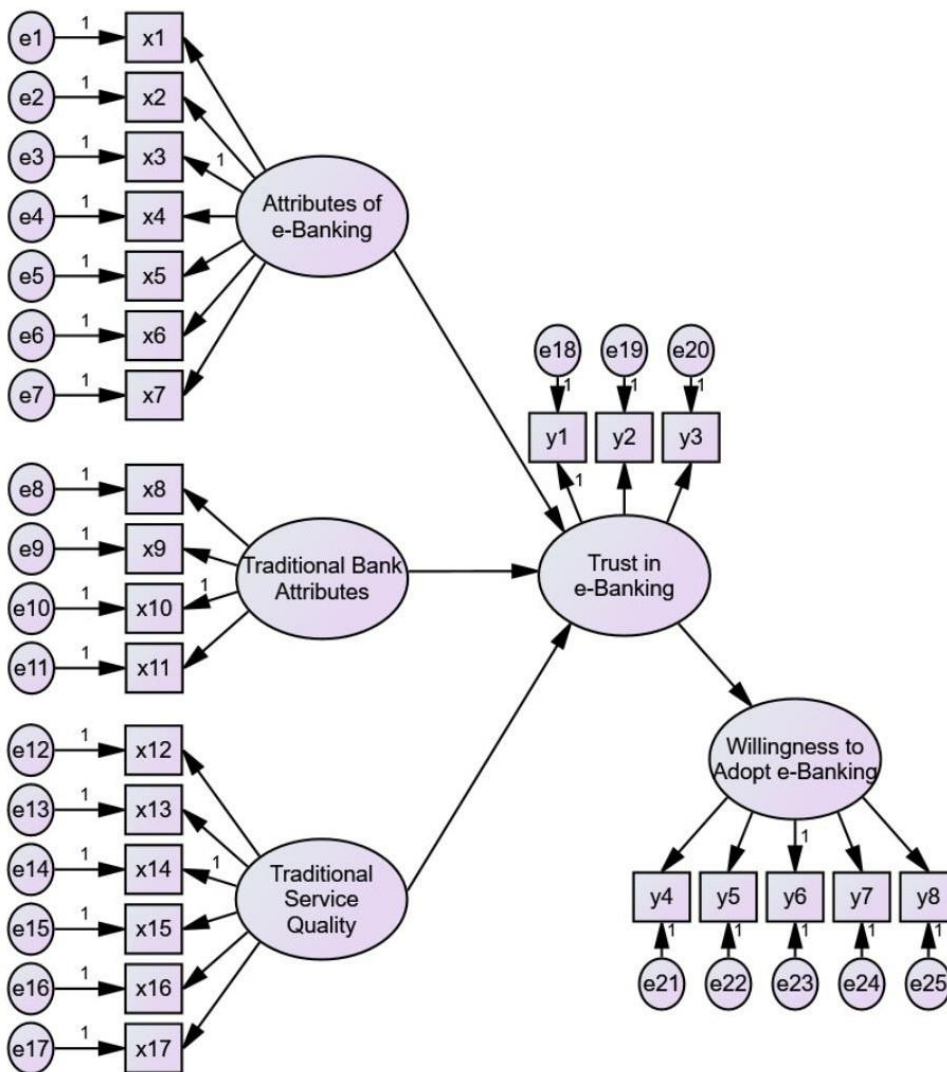 e1 1 x1
e2 1 x2
e3 1 x3 1
e4 1 x4
e5 1 x5
e6 1 x6
e7 1 x7
Attributes of
e-Banking
e8 1 x8
e9 1 x9
e10 1 x10 1
e11 1 x11
Traditional Bank
Attributes
e12 1 x12
e13 1 x13
e14 1 x14 1
e15 1 x15
e16 1 x16
e17 1 x17
Traditional
Service
Quality
e18 e19 e20
1 1 1
y1 y2 y3
1
Trust in
e-Banking
Willingness to
Adopt e-Banking
1
y4 y5 y6 y7 y8
1 1 1 1 1
e21 e22 e23 e24 e25